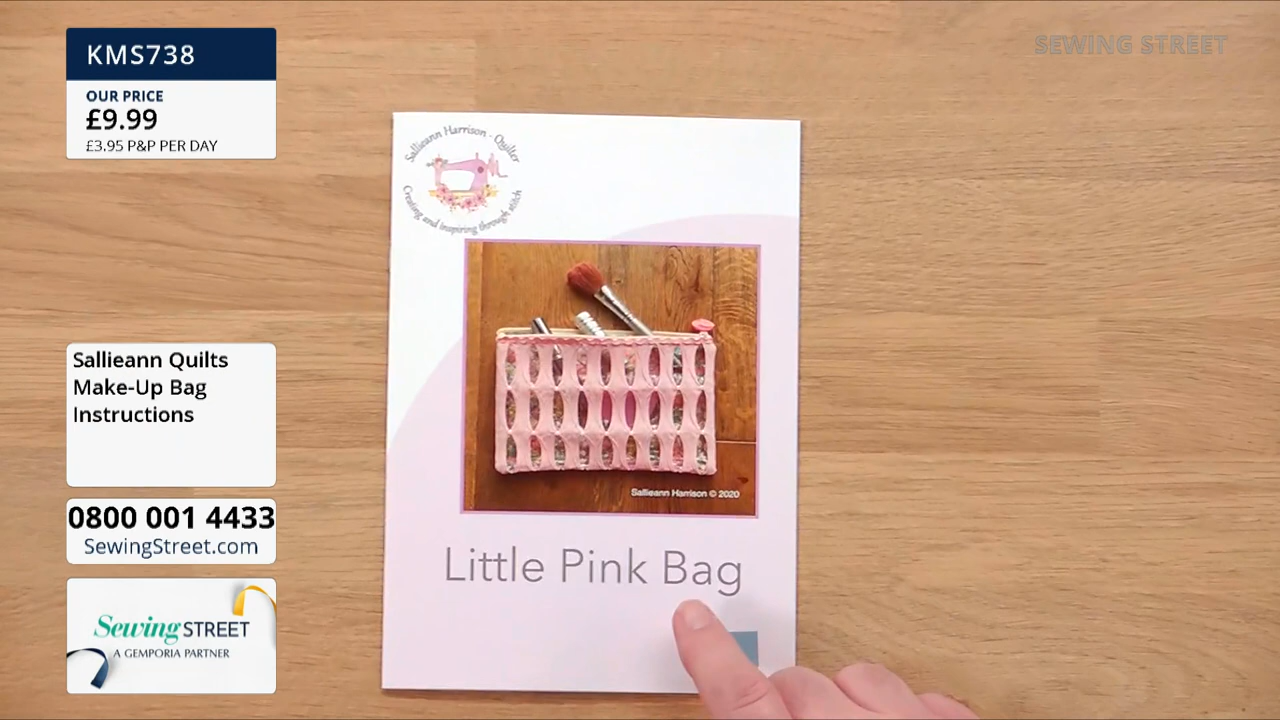 KMS738
OUR PRICE
£9.99
£3.95 P&P PER DAY
SEWING STREET
Sallieann Harrison - Quilter
Creating and inspiring through stitch
Sallieann Harrison © 2020
Little Pink Bag
Sallieann Quilts
Make-Up Bag
Instructions
0800 001 4433
SewingStreet.com
Sewing STREET
A GEMPORIA PARTNER